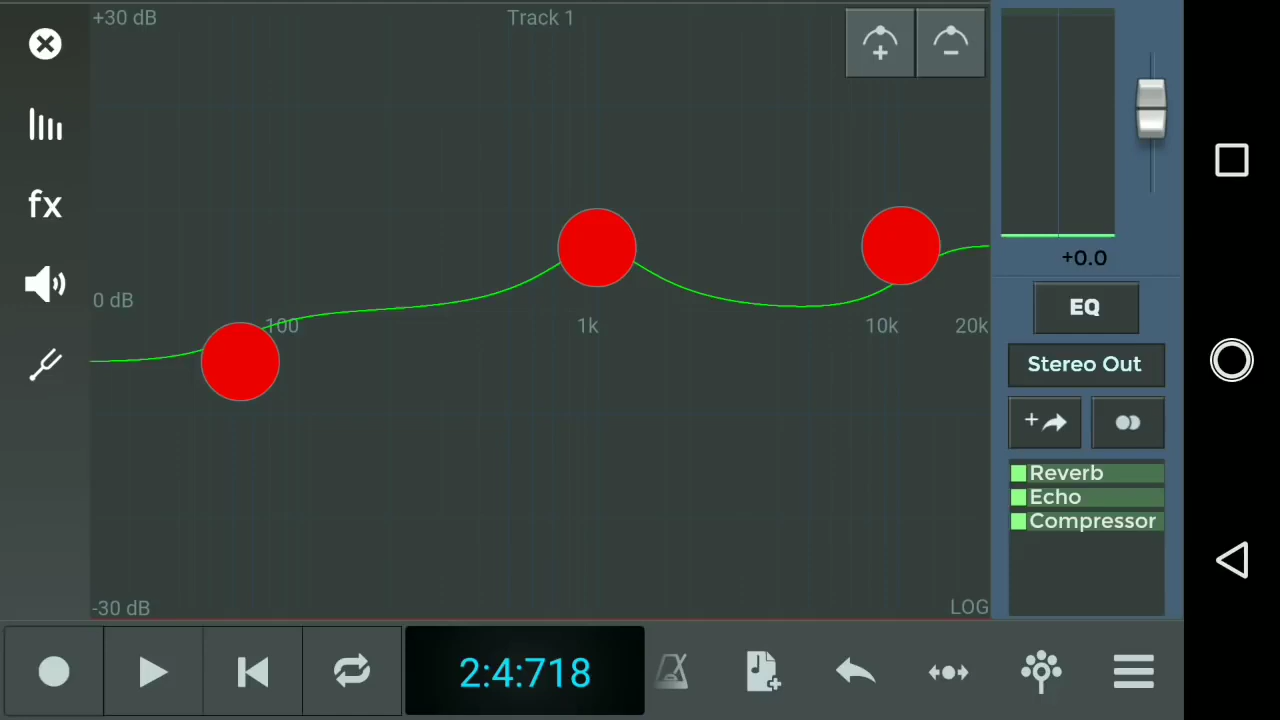 +30 dB
Track 1
fx
0 dB
100
1k
10k
20k
-30 dB
LOG
+0.0
EQ
Stereo Out
Reverb
Echo
Compressor
2:4:718